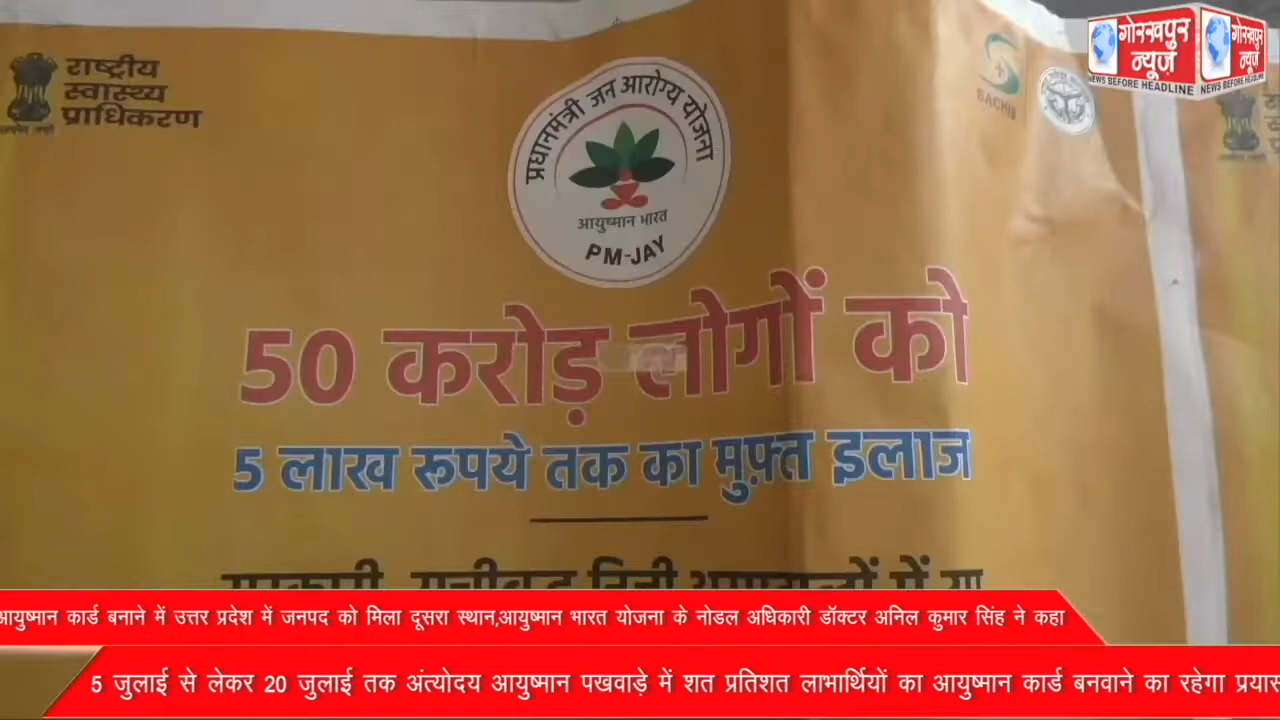 राष्ट्रीय
स्वास्थ्य
प्राधिकरण
प्रधानमंत्री जन आरोग्य योजना
आयुष्मान भारत
PM-JAY
SACHIS
गोरखपुर
न्यूज़
NEWS BEFORE HEADLINE
गोरखपुर
न्यूज़
NEWS BEFORE HEADLINE
50 करोड़ लोगों को
5 लाख रूपये तक का मुफ़्त इलाज
आयुष्मान कार्ड बनाने में उत्तर प्रदेश में जनपद को मिला दूसरा स्थान,आयुष्मान भारत योजना के नोडल अधिकारी डॉक्टर अनिल कुमार सिंह ने कहा
5 जुलाई से लेकर 20 जुलाई तक अंत्योदय आयुष्मान पखवाड़े में शत प्रतिशत लाभार्थियों का आयुष्मान कार्ड बनवाने का रहेगा प्रयास